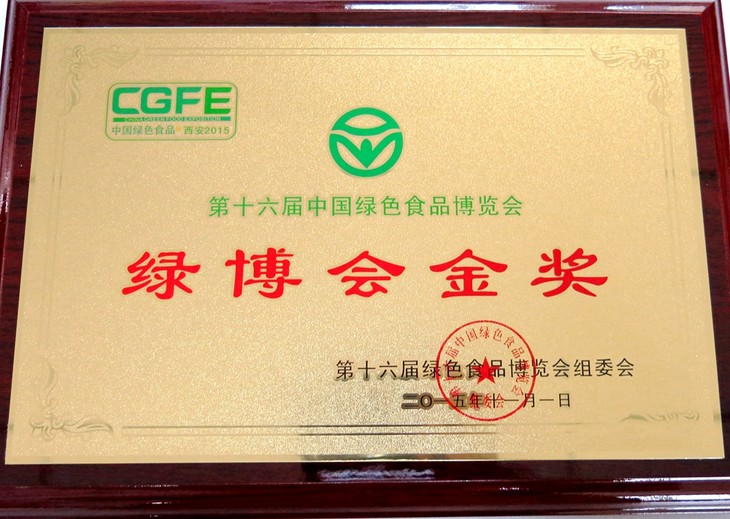 CGFE
CHINA GREEN FOOD EXPOSITION
中国绿色食品·西安2015
第十六届中国绿色食品博览会
绿博会金奖
第十六届绿色食品博览会组委会
二〇一五年十一月一日